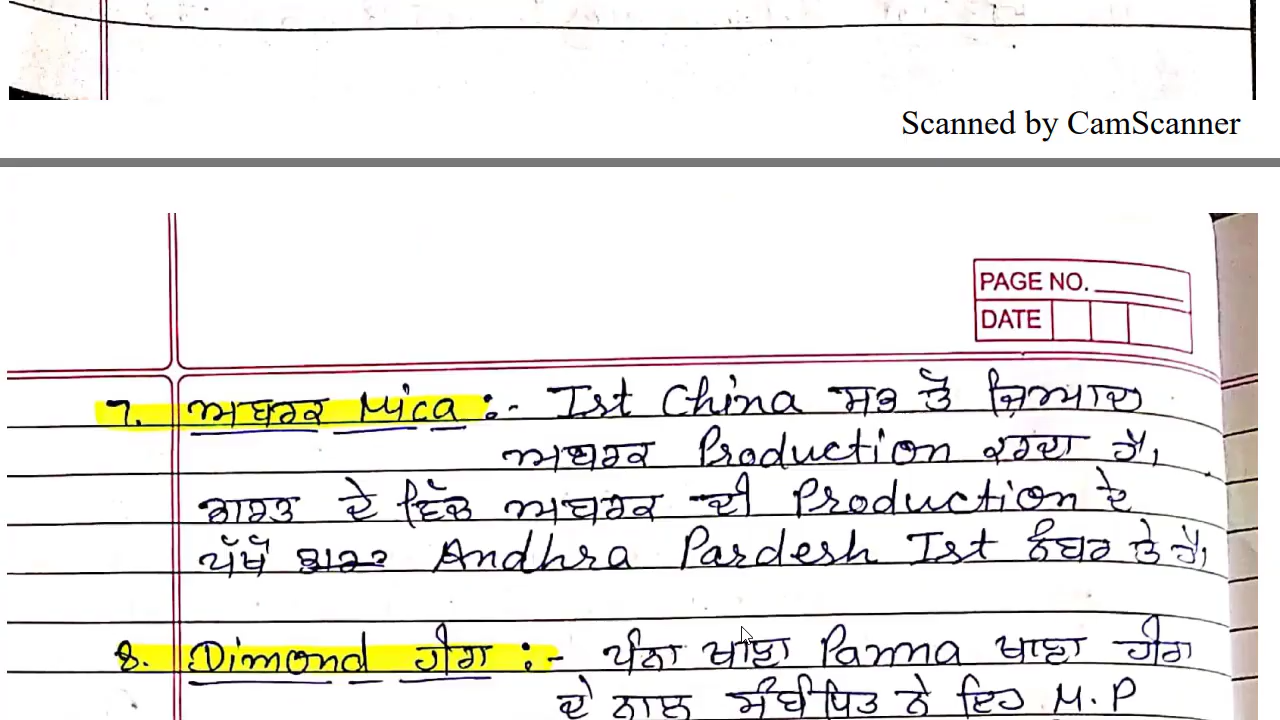 Scanned by CamScanner
PAGE NO.
DATE
7. ਅਬਰਕ Mica :- Ist China ਸਭ ਤੋਂ ਜ਼ਿਆਦਾ
ਅਬਰਕ Production ਕਰਦਾ ਹੈ।
ਭਾਰਤ ਦੇ ਵਿੱਚ ਅਬਰਕ ਦੀ Production ਦੇ
ਪੱਖੋਂ ਭਾਰਤ Andhra Pardesh Ist ਨੰਬਰ ਤੇ ਹੈ।
8. Dimond ਹੀਰਾ :- ਪੰਨਾ ਖਾਣਾ Panna ਖਾਣਾ ਹੀਰਾ
ਦੇ ਨਾਲ ਸੰਬੰਧਿਤ ਨੇ ਇਹ M.P